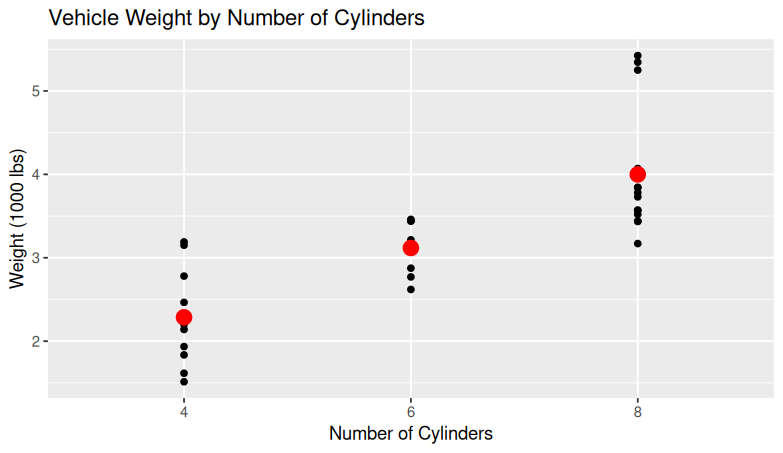 Vehicle Weight by Number of Cylinders
5
4
3
2
Weight (1000 lbs)
4 6 8
Number of Cylinders